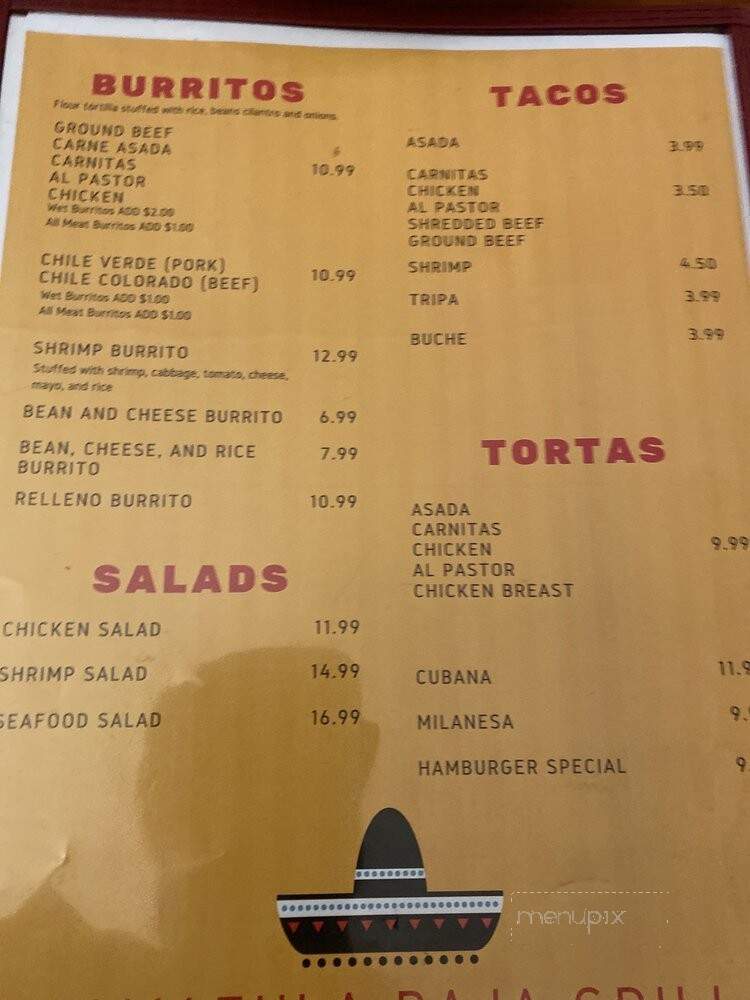 BURRITOS
Flour tortilla stuffed with rice, beans cilantro and onions.
GROUND BEEF
CARNE ASADA
CARNITAS
10.99
AL PASTOR
CHICKEN
Wet Burritos ADD $2.00
All Meat Burritos ADD $1.00
CHILE VERDE (PORK)
CHILE COLORADO (BEEF)
10.99
Wet Burritos ADD $1.00
All Meat Burritos ADD $1.00
SHRIMP BURRITO 12.99
Stuffed with shrimp, cabbage, tomato, cheese,
mayo, and rice
BEAN AND CHEESE BURRITO 6.99
BEAN, CHEESE, AND RICE 7.99
BURRITO
RELLENO BURRITO 10.99
SALADS
CHICKEN SALAD 11.99
SHRIMP SALAD 14.99
SEAFOOD SALAD 16.99
TACOS
ASADA 3.99
CARNITAS
CHICKEN 3.50
AL PASTOR
SHREDDED BEEF
GROUND BEEF
SHRIMP 4.50
TRIPA 3.99
BUCHE 3.99
TORTAS
ASADA
CARNITAS
CHICKEN 9.99
AL PASTOR
CHICKEN BREAST
CUBANA 11.9
MILANESA 9.
HAMBURGER SPECIAL 9.
menupix
BAJA GRILL